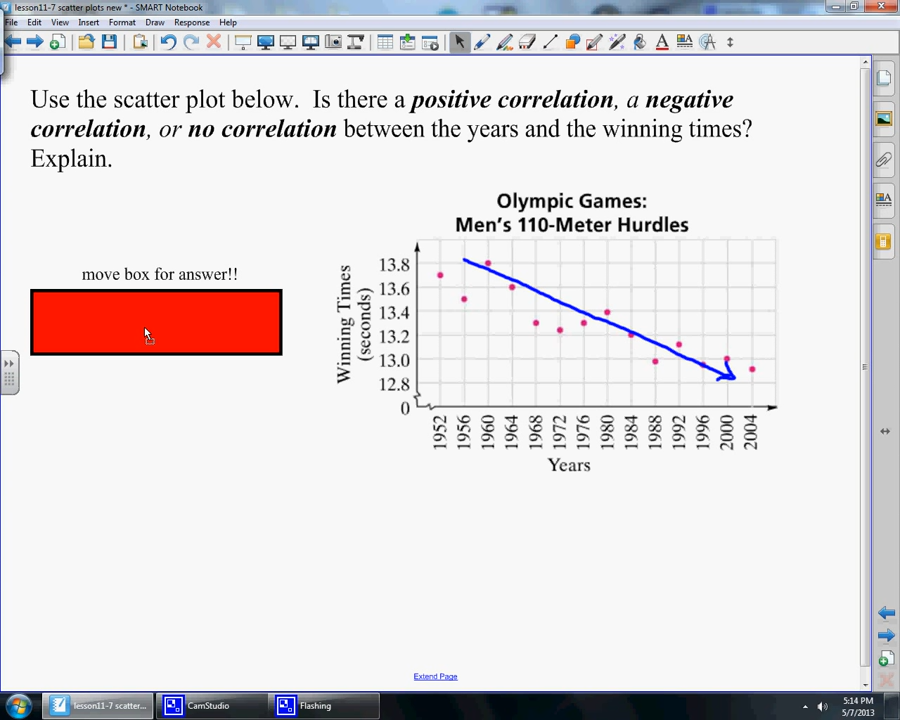 lesson11-7 scatter plots new * - SMART Notebook
File Edit View Insert Format Draw Response Help
Use the scatter plot below. Is there a positive correlation, a negative
correlation, or no correlation between the years and the winning times?
Explain.
move box for answer!!
Olympic Games:
Men's 110-Meter Hurdles
Winning Times
(seconds)
13.8
13.6
13.4
13.2
13.0
12.8
0
1952 1956 1960 1964 1968 1972 1976 1980 1984 1988 1992 1996 2000 2004
Years
Extend Page
lesson11-7 scatter... CamStudio Flashing
5:14 PM
5/7/2013